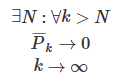 ∃N : ∀k > N
P̅ₖ → 0
k → ∞